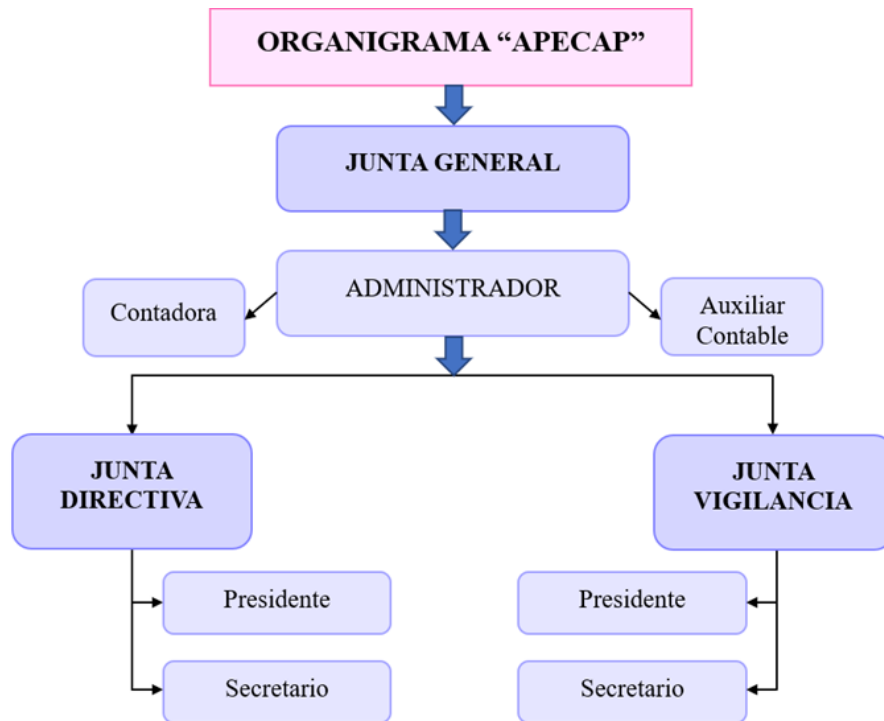 ORGANIGRAMA “APECAP”
JUNTA GENERAL
ADMINISTRADOR
Contadora
Auxiliar
Contable
JUNTA
DIRECTIVA
JUNTA
VIGILANCIA
Presidente
Presidente
Secretario
Secretario